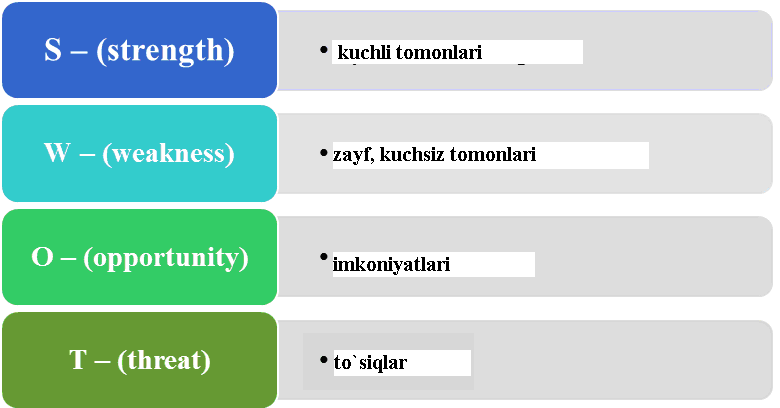 S – (strength)
• kuchli tomonlari
W – (weakness)
• zayf, kuchsiz tomonlari
O – (opportunity)
• imkoniyatlari
T – (threat)
• to`siqlar